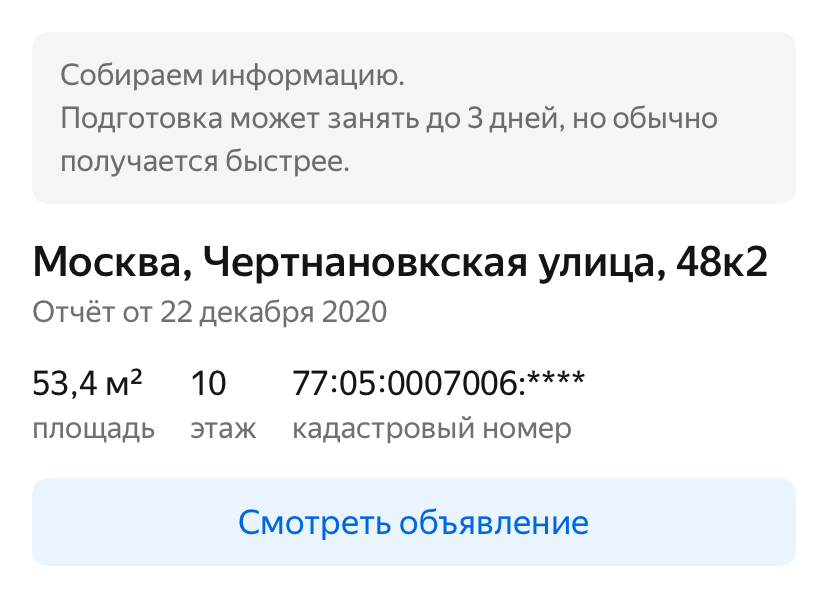 Собираем информацию.
Подготовка может занять до 3 дней, но обычно
получается быстрее.
Москва, Чертнановкская улица, 48к2
Отчёт от 22 декабря 2020
53,4 м² 10 77:05:0007006:****
площадь этаж кадастровый номер
Смотреть объявление